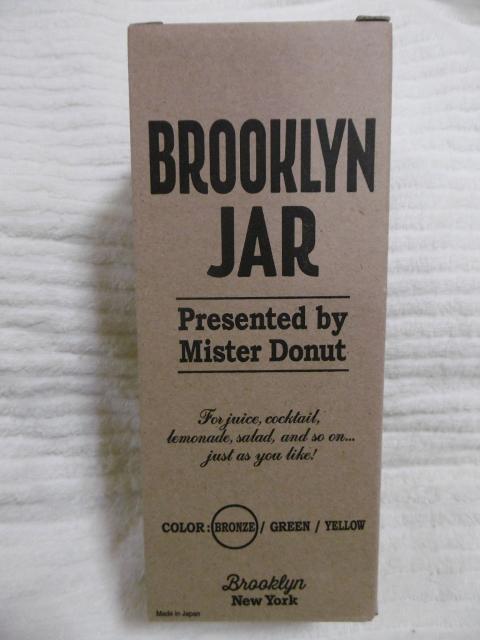 BROOKLYN
JAR
Presented by
Mister Donut
For juice, cocktail,
lemonade, salad, and so on...
just as you like!
COLOR: BRONZE / GREEN / YELLOW
Brooklyn
New York
Made in Japan